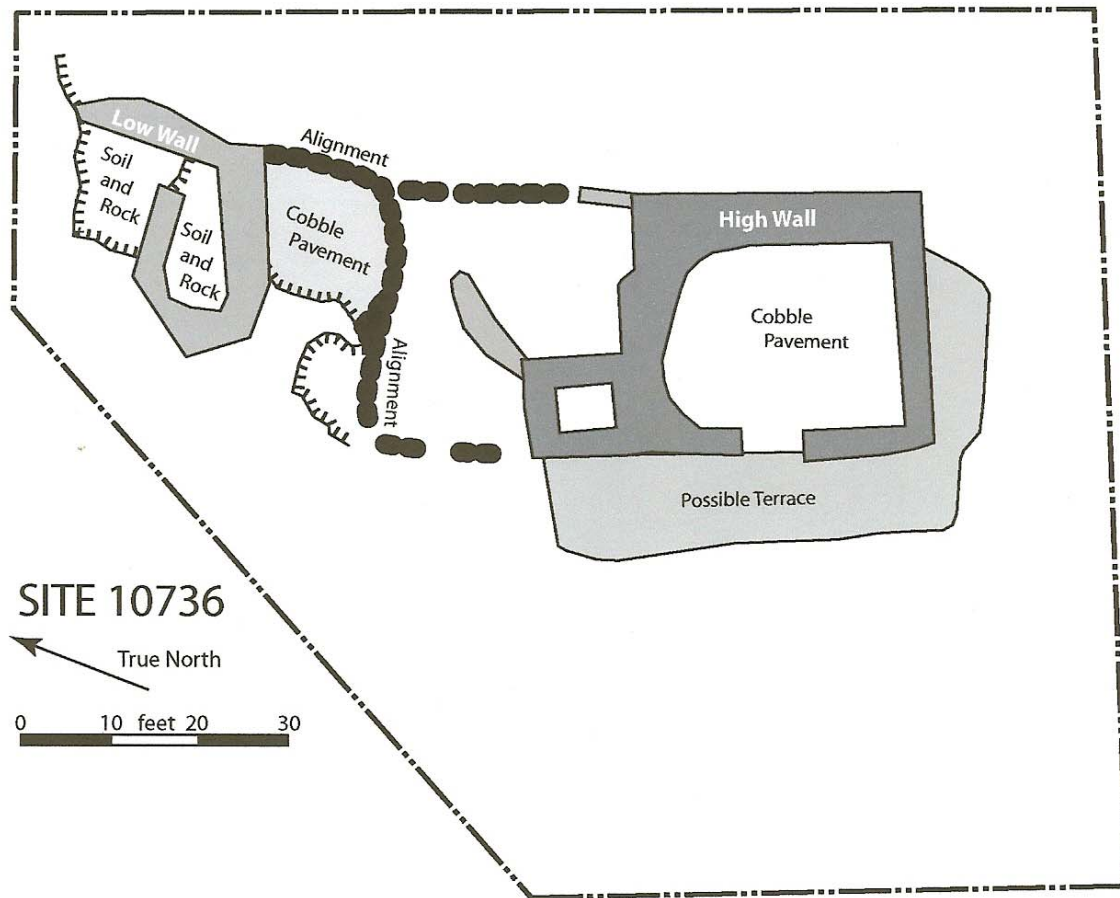 Alignment
Low Wall
Soil
and
Rock
Soil
and
Rock
Cobble
Pavement
High Wall
Cobble
Pavement
Alignment
Possible Terrace
SITE 10736
True North
0 10 feet 20 30